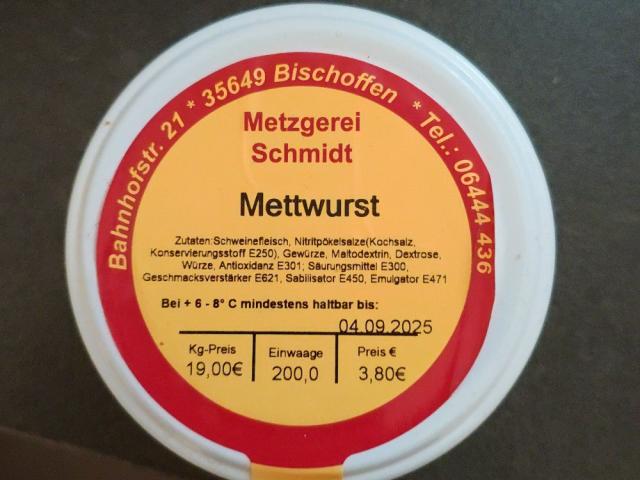 Bahnhofstr. 21 * 35649 Bischoffen * Tel.: 06444 436
Metzgerei
Schmidt
Mettwurst
Zutaten:Schweinefleisch, Nitritpökelsalze(Kochsalz,
Konservierungsstoff E250), Gewürze, Maltodextrin, Dextrose,
Würze, Antioxidanz E301; Säurungsmittel E300,
Geschmacksverstärker E621, Sabilisator E450, Emulgator E471
Bei + 6 - 8° C mindestens haltbar bis:
04.09.2025
Kg-Preis Einwaage Preis €
19,00€ 200,0 3,80€